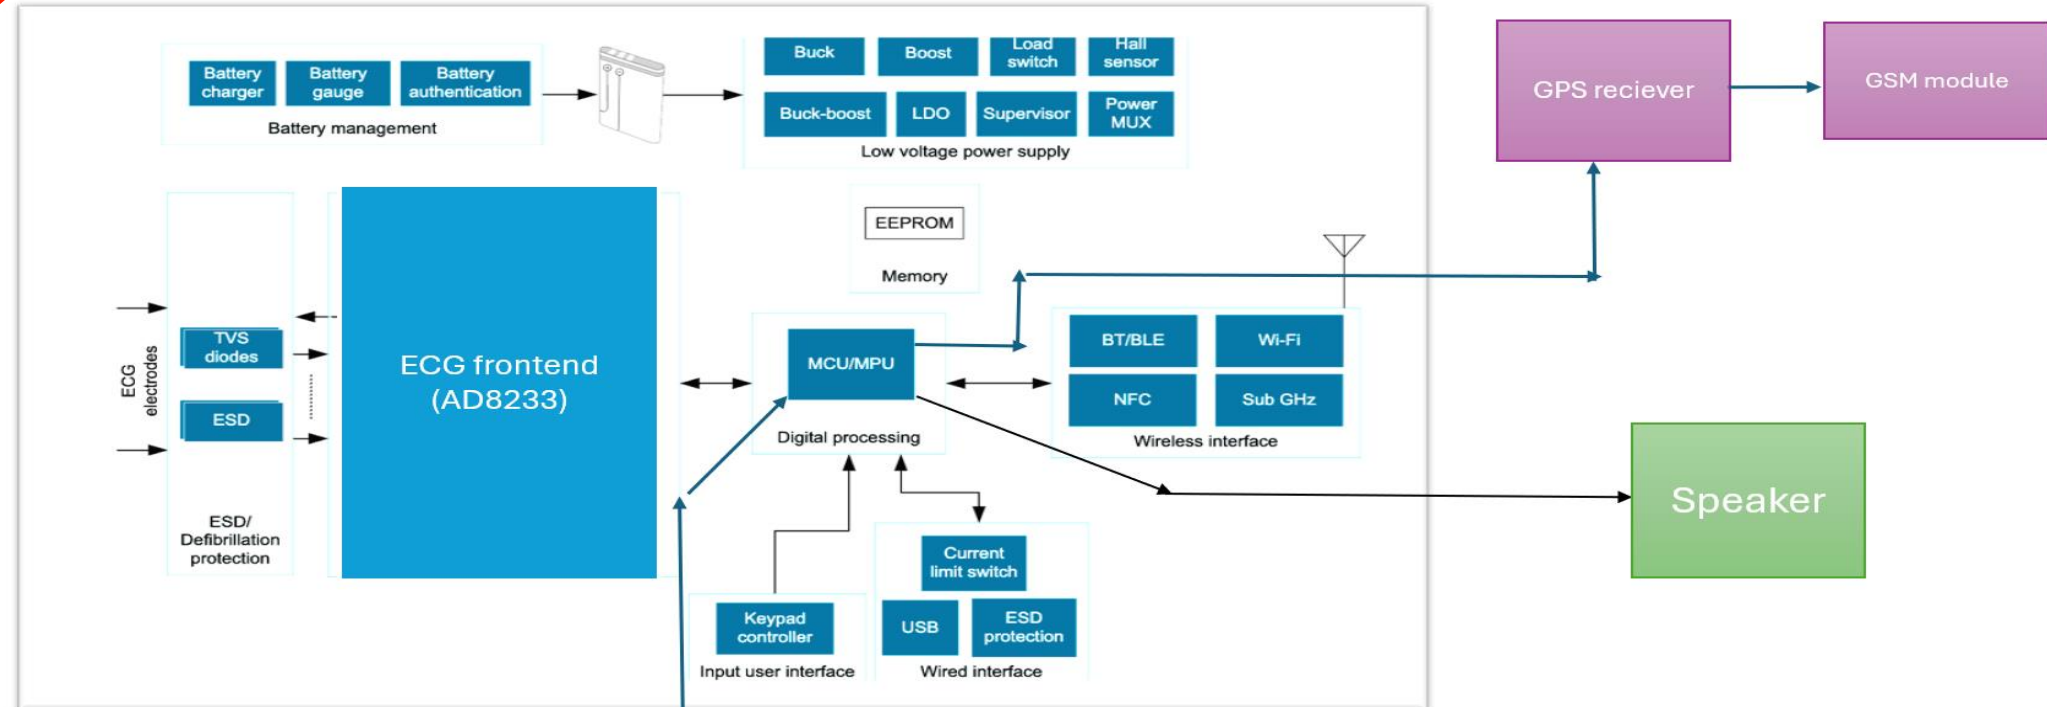 Battery
charger
Battery
gauge
Battery
authentication
Battery management
Buck
Boost
Load
switch
Hall
sensor
Buck-boost
LDO
Supervisor
Power
MUX
Low voltage power supply
GPS reciever
GSM module
EEPROM
Memory
ECG
electrodes
TVS
diodes
ESD
ESD/
Defibrillation
protection
ECG frontend
(AD8233)
MCU/MPU
Digital processing
BT/BLE
Wi-Fi
NFC
Sub GHz
Wireless interface
Speaker
Keypad
controller
Input user interface
Current
limit switch
USB
ESD
protection
Wired interface